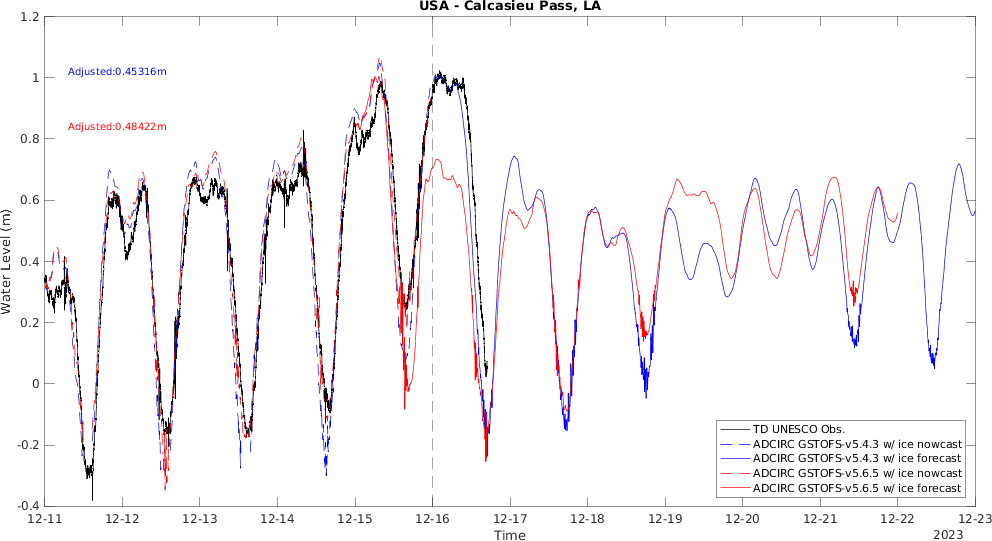 USA - Calcasieu Pass, LA
1.2
1
0.8
0.6
0.4
0.2
0
-0.2
-0.4
Water Level (m)
Adjusted:0.45316m
Adjusted:0.48422m
TD UNESCO Obs.
ADCIRC GSTOFS-v5.4.3 w/ ice nowcast
ADCIRC GSTOFS-v5.4.3 w/ ice forecast
ADCIRC GSTOFS-v5.6.5 w/ ice nowcast
ADCIRC GSTOFS-v5.6.5 w/ ice forecast
12-11 12-12 12-13 12-14 12-15 12-16 12-17 12-18 12-19 12-20 12-21 12-22 12-23
Time
2023